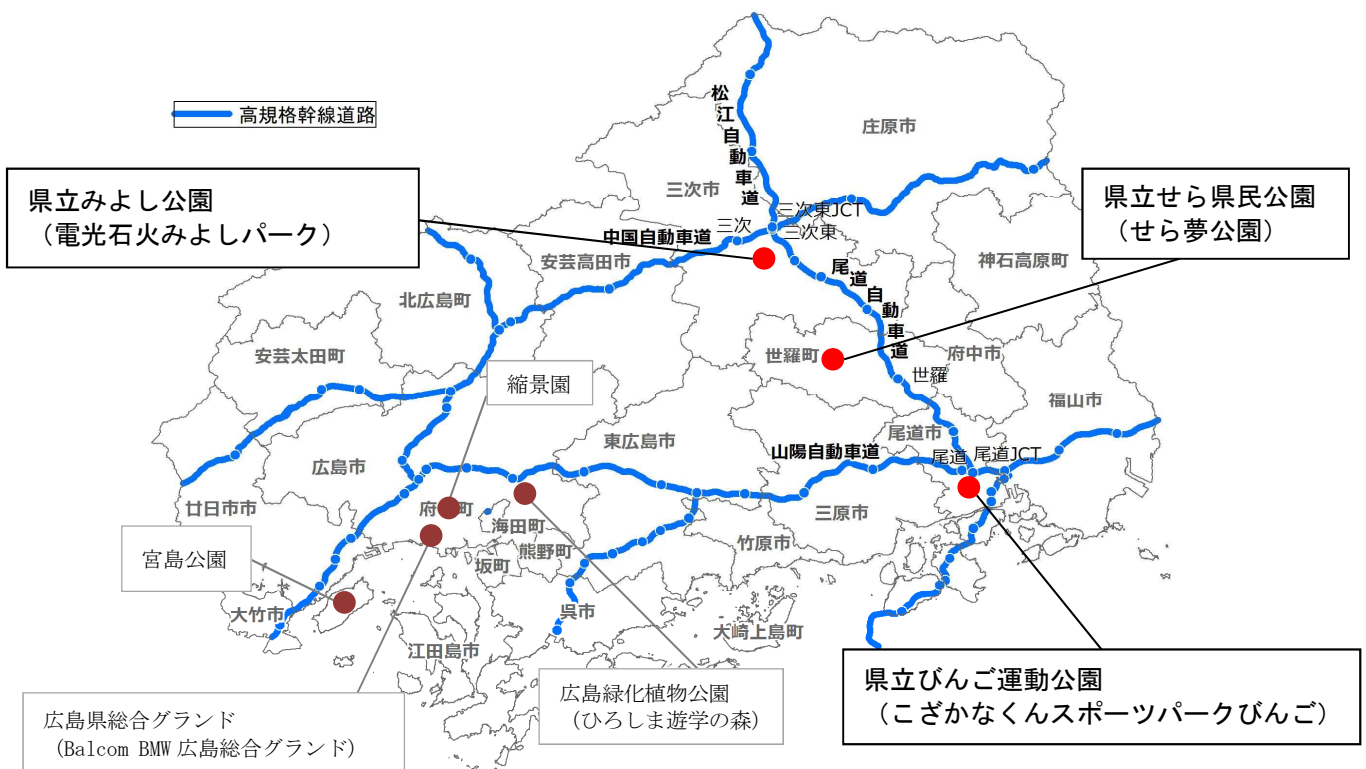 高規格幹線道路
松江自動車道
庄原市
県立みよし公園
（電光石火みよしパーク）
三次市
県立せら県民公園
（せら夢公園）
三次東JCT
三次
三次東
中国自動車道
安芸高田市
尾道自動車道
神石高原町
北広島町
安芸太田町
世羅町
府中市
世羅
縮景園
福山市
東広島市
尾道市
山陽自動車道
尾道
尾道JCT
広島市
廿日市市
府
町
海田町
三原市
宮島公園
熊野町
坂町
竹原市
大竹市
呉市
大崎上島町
江田島市
広島県総合グランド
（Balcom BMW 広島総合グランド）
広島緑化植物公園
（ひろしま遊学の森）
県立びんご運動公園
（こざかなくんスポーツパークびんご）